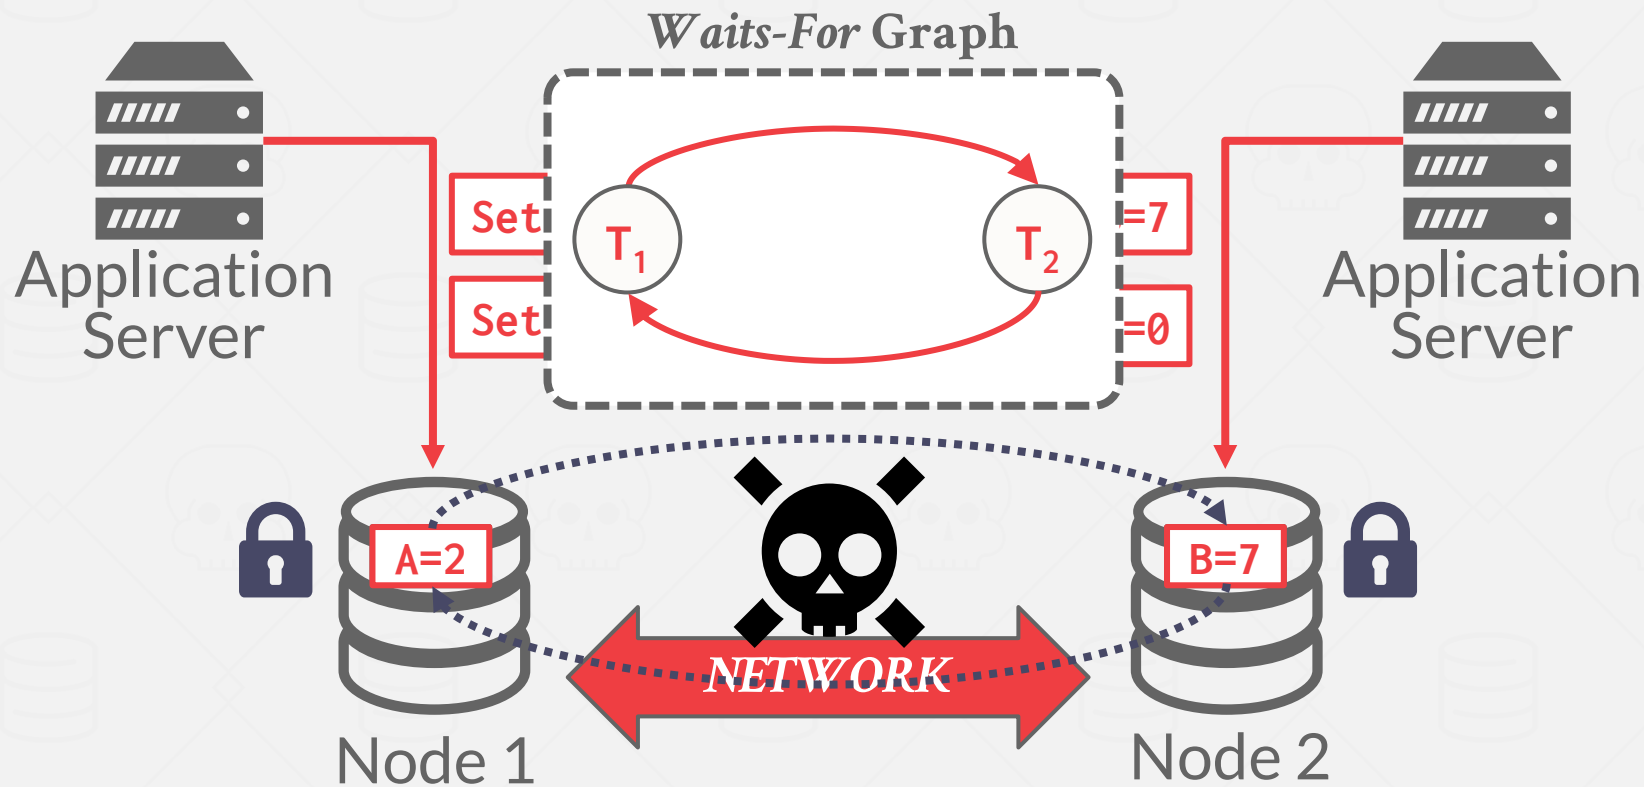 Waits-For Graph
Application
Server
Set
Set
T1
T2
=7
=0
Application
Server
A=2
B=7
NETWORK
Node 1
Node 2